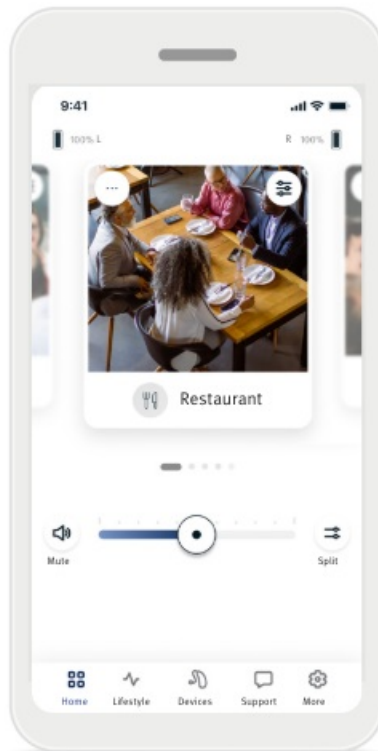 9:41
100% L
R 100%
...
Restaurant
Mute
Split
Home Lifestyle Devices Support More